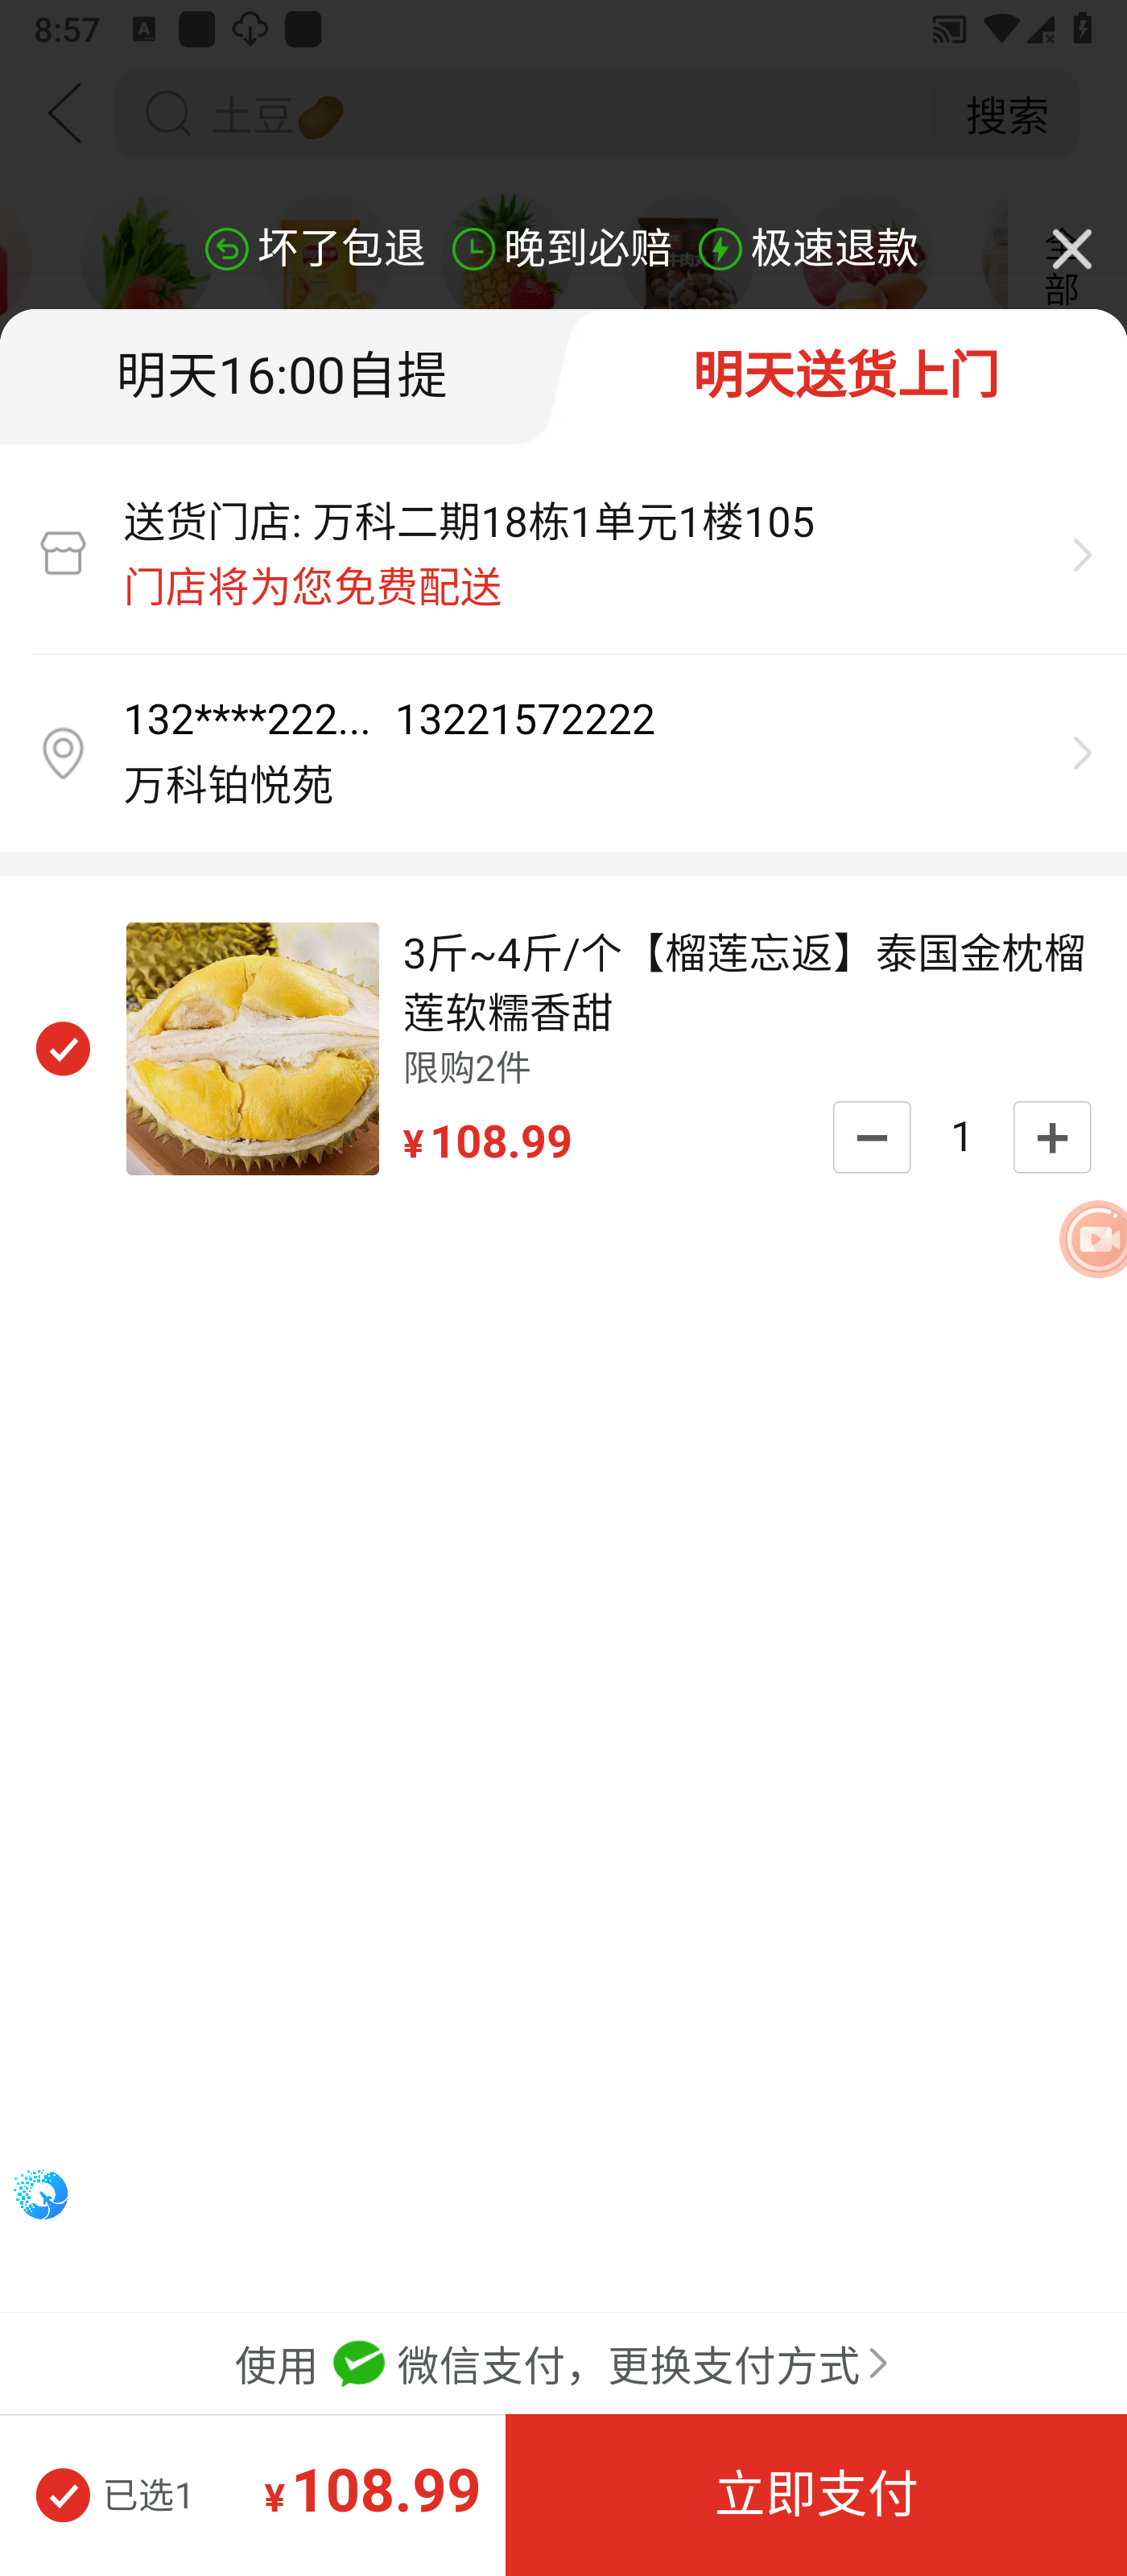 8:57
土豆
搜索
坏了包退 晚到必赔 极速退款
全部
明天16:00自提
明天送货上门
送货门店: 万科二期18栋1单元1楼105
门店将为您免费配送
132****222... 13221572222
万科铂悦苑
3斤~4斤/个【榴莲忘返】泰国金枕榴
莲软糯香甜
限购2件
¥108.99
1
使用 微信支付，更换支付方式
已选1
¥108.99
立即支付